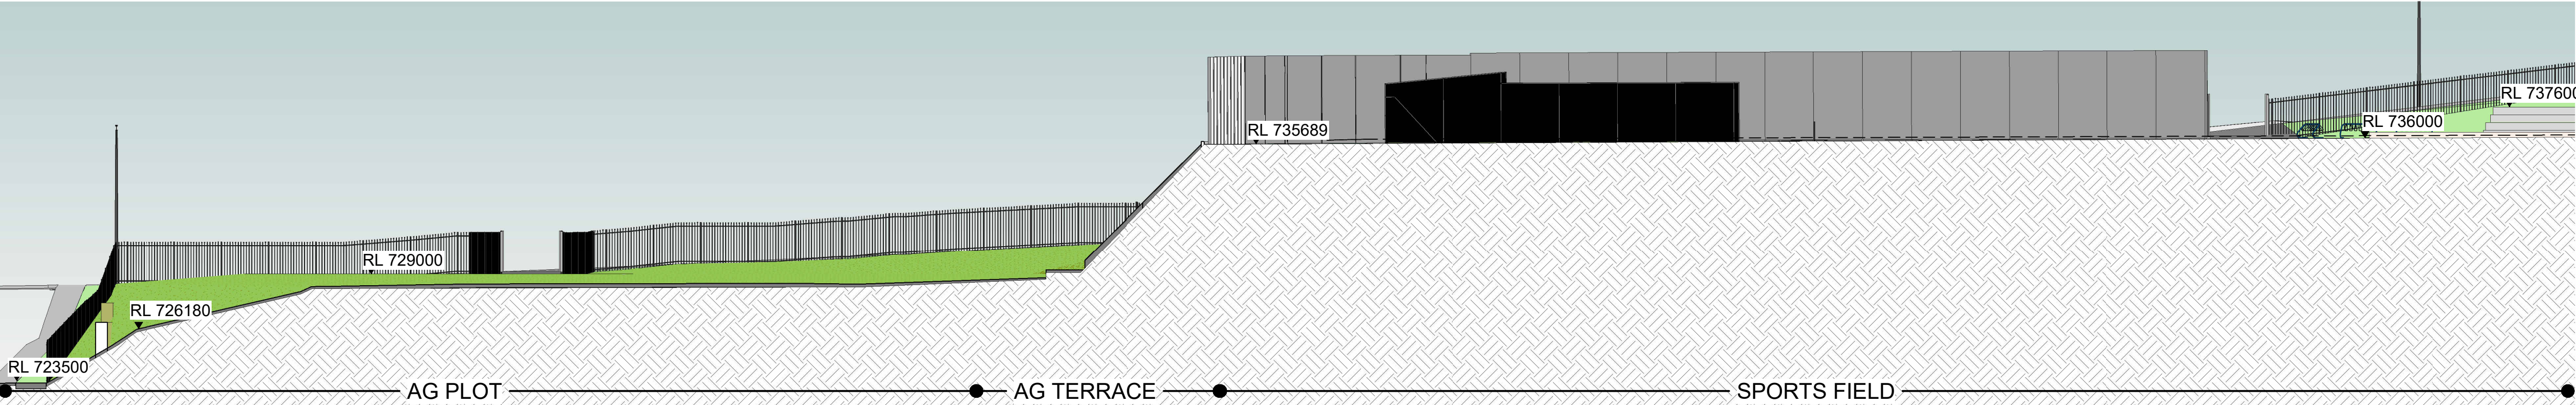 RL 737600
RL 736000
RL 735689
RL 729000
RL 726180
RL 723500
AG PLOT
AG TERRACE
SPORTS FIELD